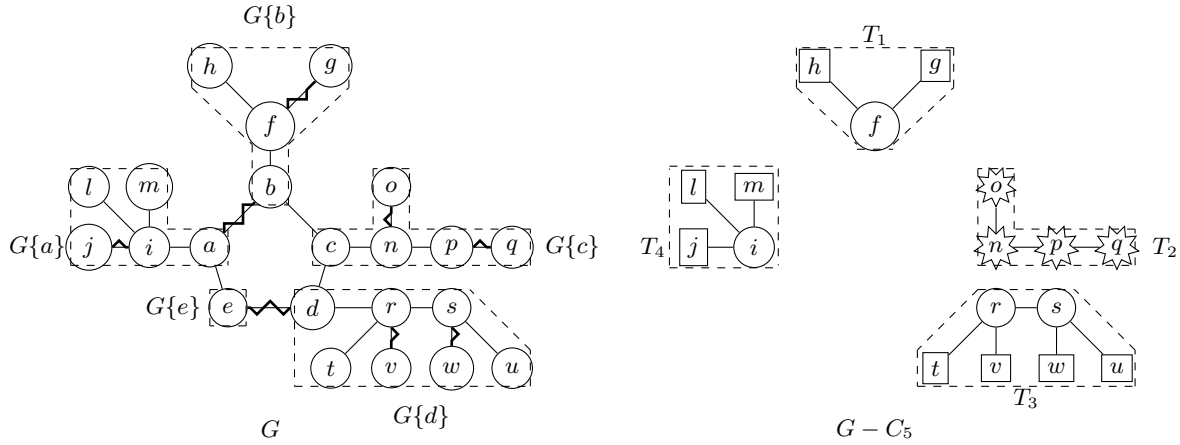 G{b}
T₁
h g h g
f f
l m b o l m o
G{a} j i a c n p q G{c} T₄ j i n p q T₂
G{e} e d r s r s
t v w u t v w u
G{d} T₃
G G − C₅